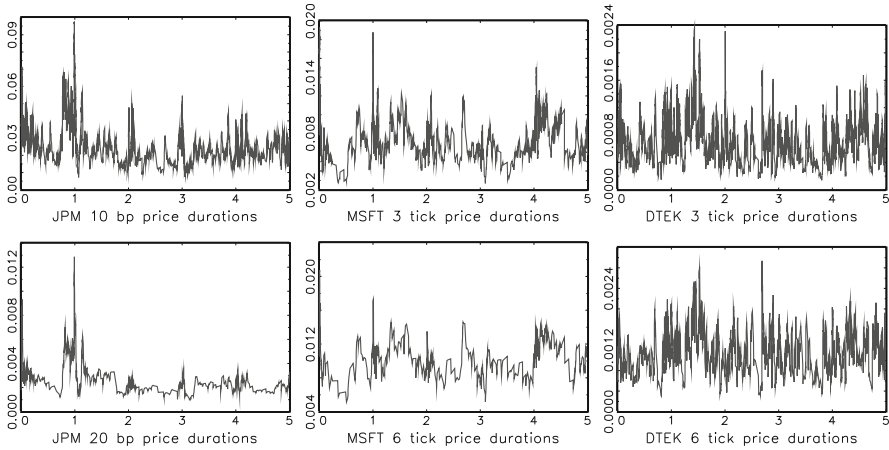 0.09
0.06
0.03
0.00
0 1 2 3 4 5
JPM 10 bp price durations
0.020
0.014
0.008
0.002
0 1 2 3 4 5
MSFT 3 tick price durations
0.0024
0.0016
0.0008
0.0000
0 1 2 3 4 5
DTEK 3 tick price durations
0.012
0.008
0.004
0.000
0 1 2 3 4 5
JPM 20 bp price durations
0.020
0.012
0.004
0 1 2 3 4 5
MSFT 6 tick price durations
0.0024
0.0012
0.0000
0 1 2 3 4 5
DTEK 6 tick price durations